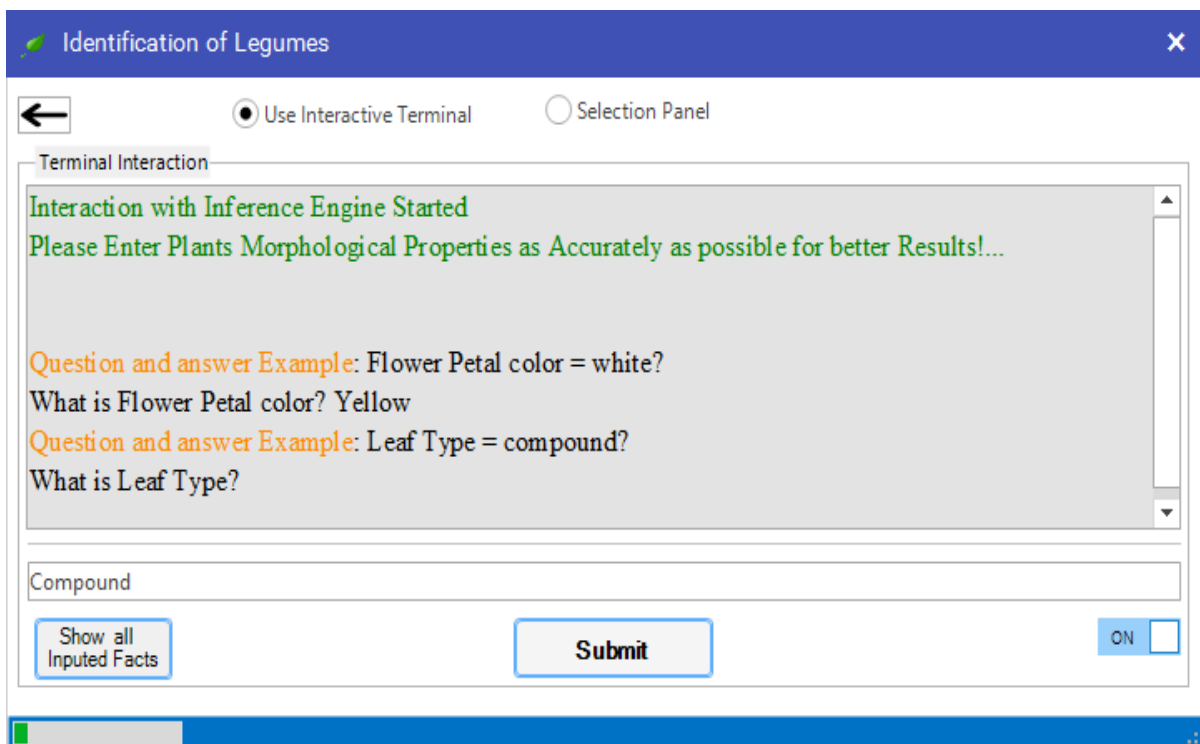 Identification of Legumes
Use Interactive Terminal
Selection Panel
Terminal Interaction
Interaction with Inference Engine Started
Please Enter Plants Morphological Properties as Accurately as possible for better Results!...
Question and answer Example: Flower Petal color = white?
What is Flower Petal color? Yellow
Question and answer Example: Leaf Type = compound?
What is Leaf Type?
Compound
Show all
Inputed Facts
Submit
ON